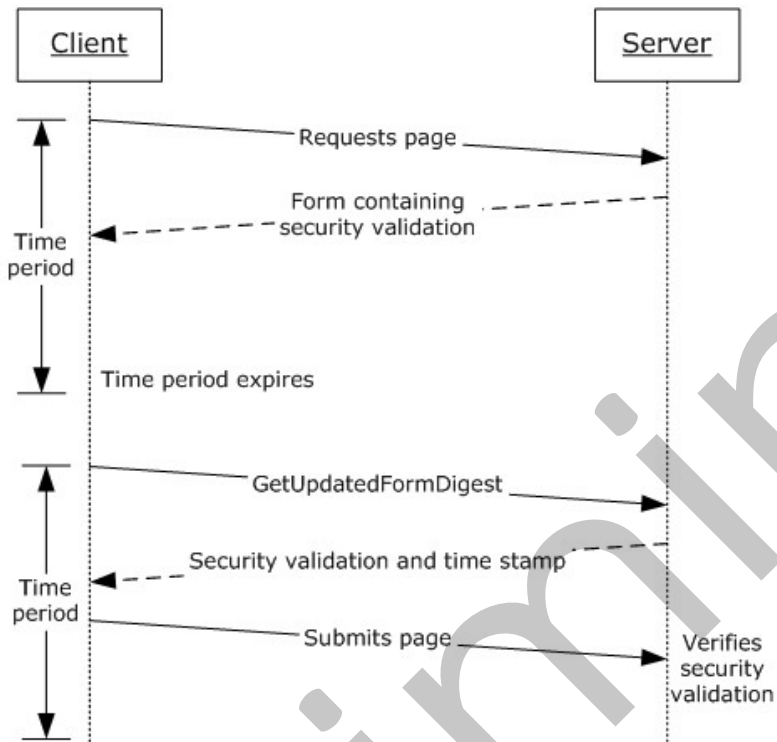 Client
Server
Requests page
Form containing
security validation
Time
period
Time period expires
GetUpdatedFormDigest
Security validation and time stamp
Time
period
Submits page
Verifies
security
validation